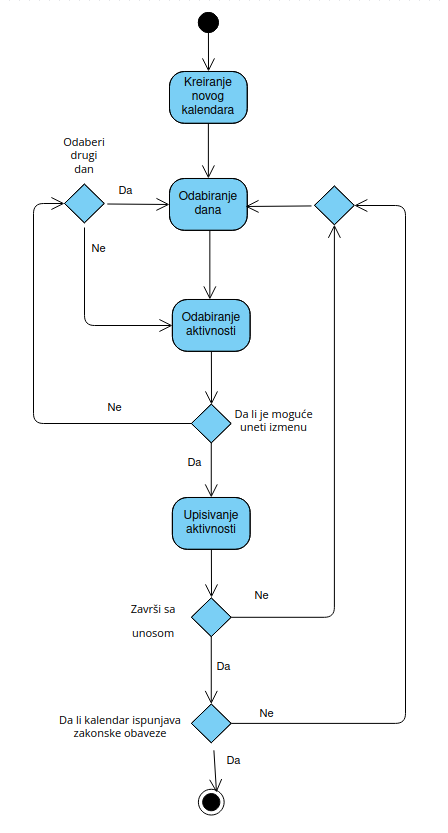 Kreiranje
novog
kalendara
Odaberi
drugi
dan
Da
Odabiranje
dana
Ne
Odabiranje
aktivnosti
Ne
Da li je moguće
uneti izmenu
Da
Upisivanje
aktivnosti
Završi sa
unosom
Ne
Da
Da li kalendar ispunjava
zakonske obaveze
Ne
Da